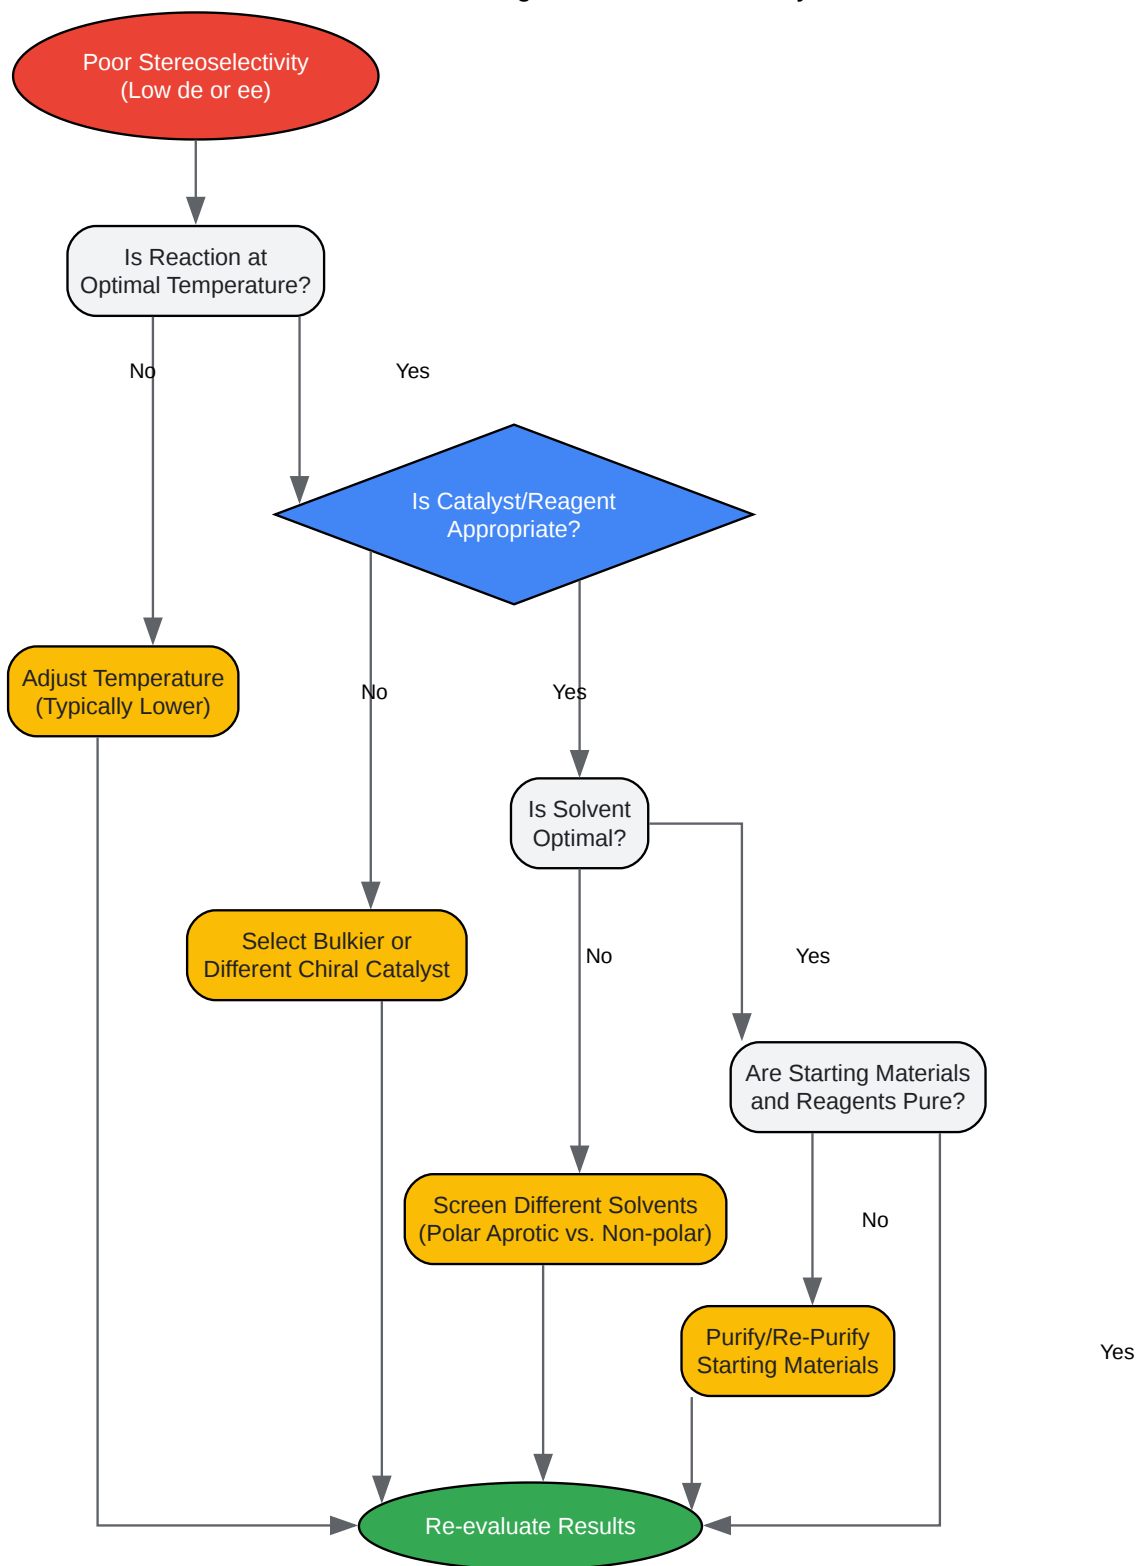 Poor Stereoselectivity
(Low de or ee)
Is Reaction at
Optimal Temperature?
No
Yes
Is Catalyst/Reagent
Appropriate?
Adjust Temperature
(Typically Lower)
No
Yes
Is Solvent
Optimal?
Select Bulkier or
Different Chiral Catalyst
No
Yes
Are Starting Materials
and Reagents Pure?
Screen Different Solvents
(Polar Aprotic vs. Non-polar)
No
Purify/Re-Purify
Starting Materials
Yes
Re-evaluate Results